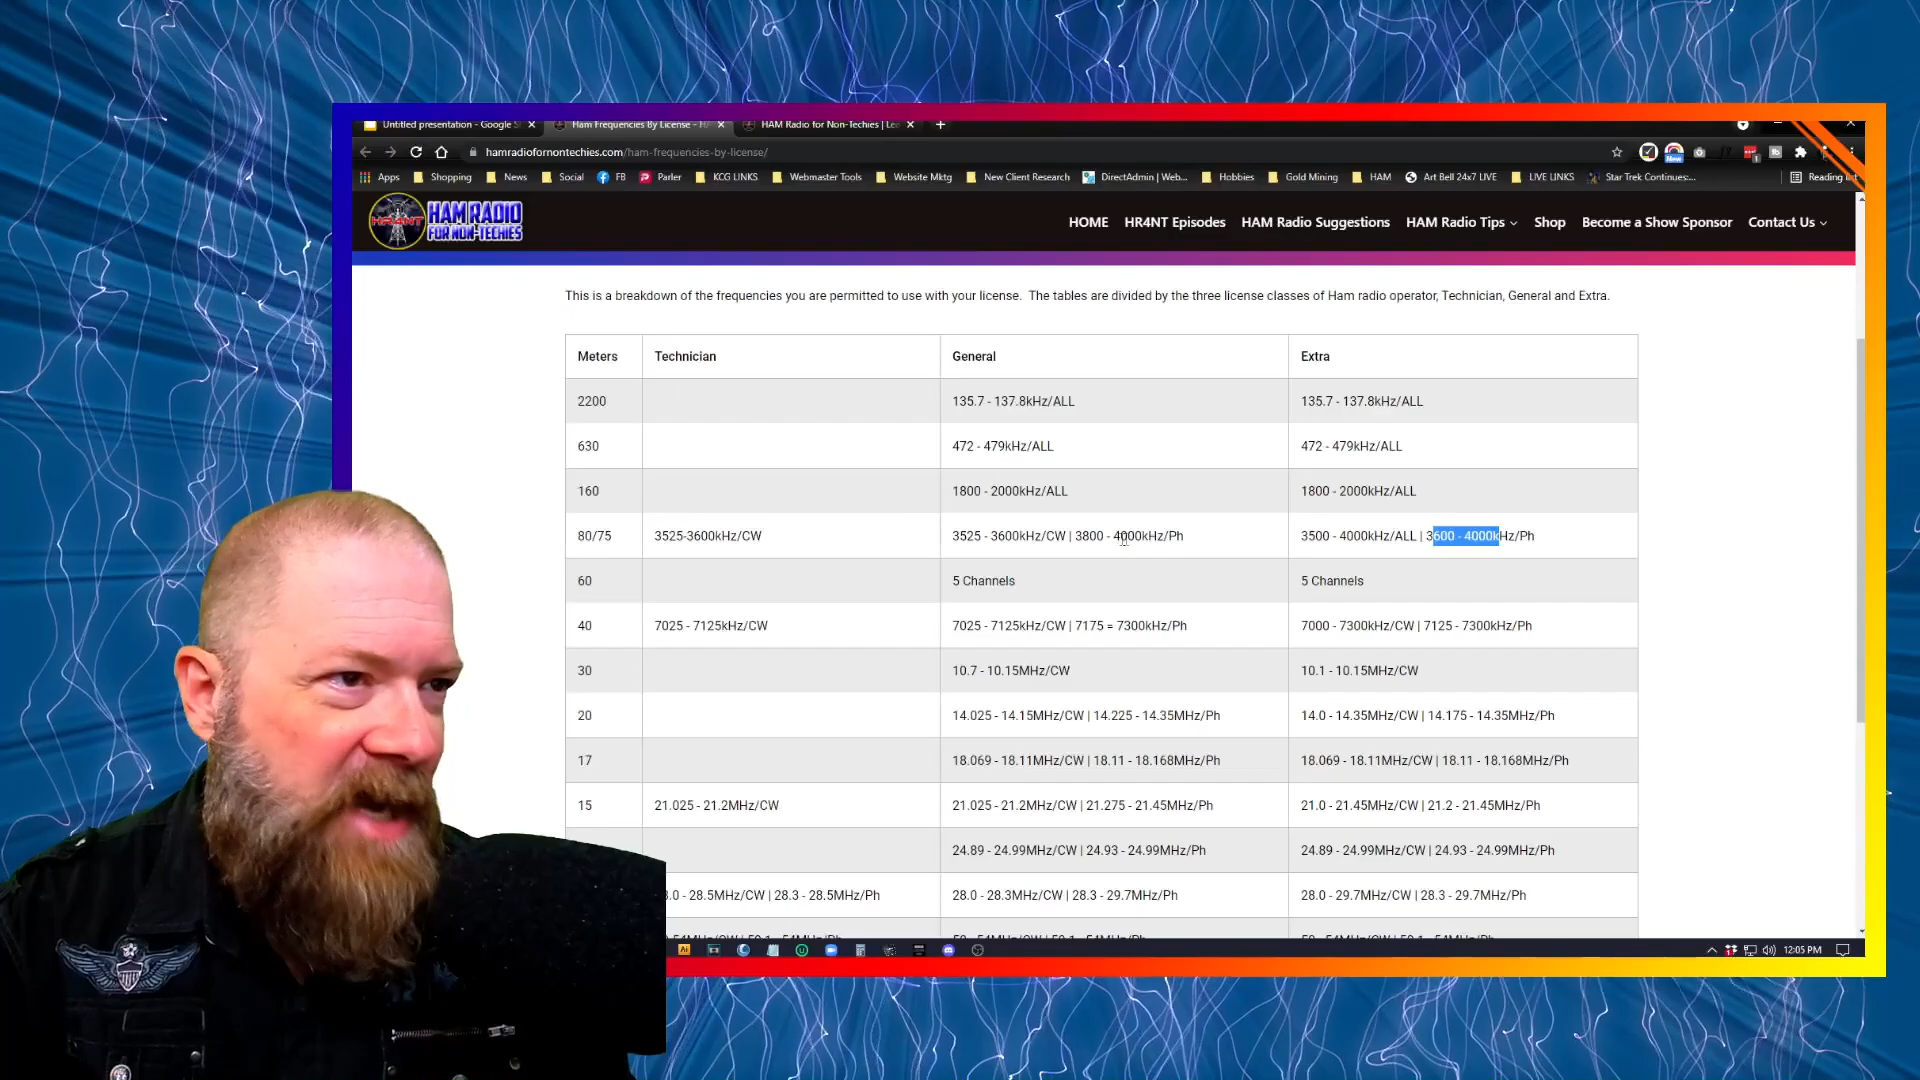 Untitled presentation - Google S
Ham Frequencies By License - H
HAM Radio for Non-Techies | Le
hamradiofornontechies.com/ham-frequencies-by-license/
New
Apps Shopping News Social FB Parler KCG LINKS Webmaster Tools Website Mktg New Client Research DirectAdmin | Web... Hobbies Gold Mining HAM Art Bell 24x7 LIVE LIVE LINKS Star Trek Continues:... Reading list
HR4NT HAM RADIO
FOR NON-TECHIES
HOME HR4NT Episodes HAM Radio Suggestions HAM Radio Tips Shop Become a Show Sponsor Contact Us
This is a breakdown of the frequencies you are permitted to use with your license. The tables are divided by the three license classes of Ham radio operator, Technician, General and Extra.
Meters Technician General Extra
2200 135.7 - 137.8kHz/ALL 135.7 - 137.8kHz/ALL
630 472 - 479kHz/ALL 472 - 479kHz/ALL
160 1800 - 2000kHz/ALL 1800 - 2000kHz/ALL
80/75 3525-3600kHz/CW 3525 - 3600kHz/CW | 3800 - 4000kHz/Ph 3500 - 4000kHz/ALL | 3600 - 4000kHz/Ph
60 5 Channels 5 Channels
40 7025 - 7125kHz/CW 7025 - 7125kHz/CW | 7175 = 7300kHz/Ph 7000 - 7300kHz/CW | 7125 - 7300kHz/Ph
30 10.7 - 10.15MHz/CW 10.1 - 10.15MHz/CW
20 14.025 - 14.15MHz/CW | 14.225 - 14.35MHz/Ph 14.0 - 14.35MHz/CW | 14.175 - 14.35MHz/Ph
17 18.069 - 18.11MHz/CW | 18.11 - 18.168MHz/Ph 18.069 - 18.11MHz/CW | 18.11 - 18.168MHz/Ph
15 21.025 - 21.2MHz/CW 21.025 - 21.2MHz/CW | 21.275 - 21.45MHz/Ph 21.0 - 21.45MHz/CW | 21.2 - 21.45MHz/Ph
24.89 - 24.99MHz/CW | 24.93 - 24.99MHz/Ph 24.89 - 24.99MHz/CW | 24.93 - 24.99MHz/Ph
.0 - 28.5MHz/CW | 28.3 - 28.5MHz/Ph 28.0 - 28.3MHz/CW | 28.3 - 29.7MHz/Ph 28.0 - 29.7MHz/CW | 28.3 - 29.7MHz/Ph
Ai 12:05 PM